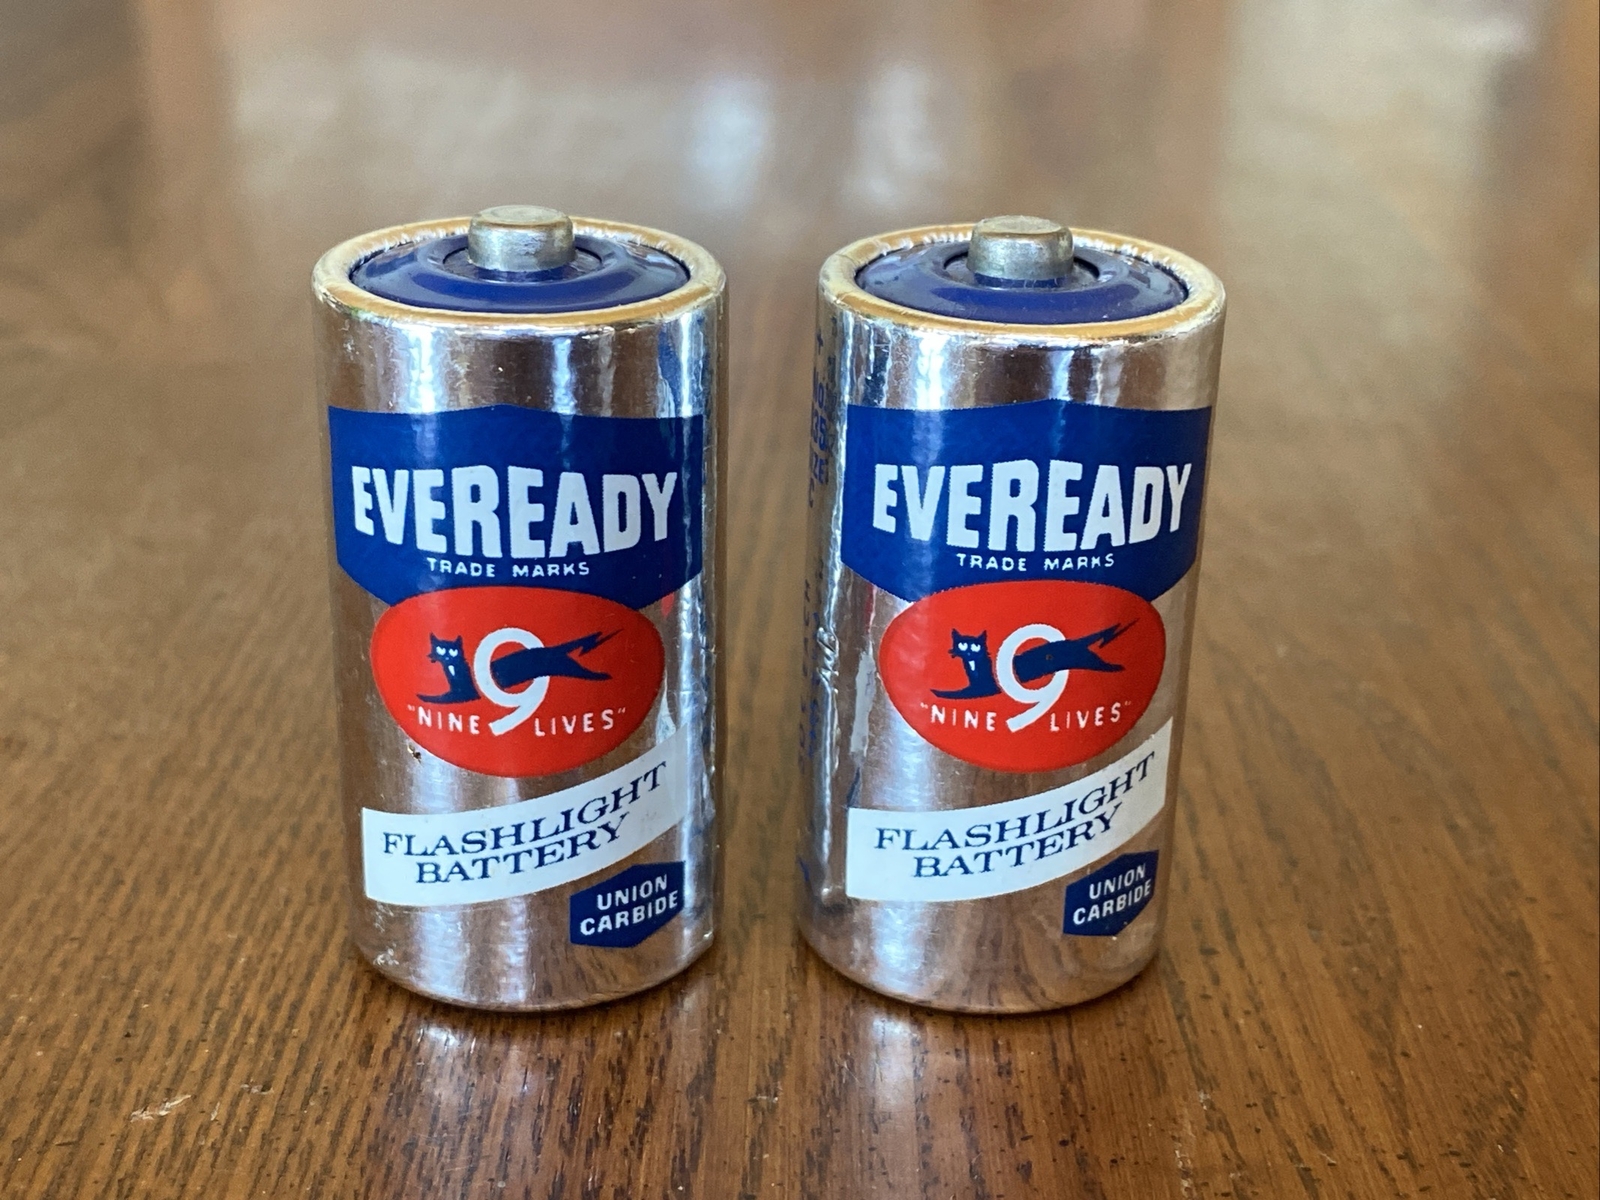 EVEREADY
TRADE MARKS
9
"NINE LIVES"
FLASHLIGHT
BATTERY
UNION
CARBIDE
EVEREADY
TRADE MARKS
9
"NINE LIVES"
FLASHLIGHT
BATTERY
UNION
CARBIDE